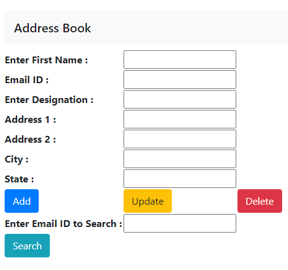 Address Book
Enter First Name :
Email ID :
Enter Designation :
Address 1 :
Address 2 :
City :
State :
Add Update Delete
Enter Email ID to Search :
Search